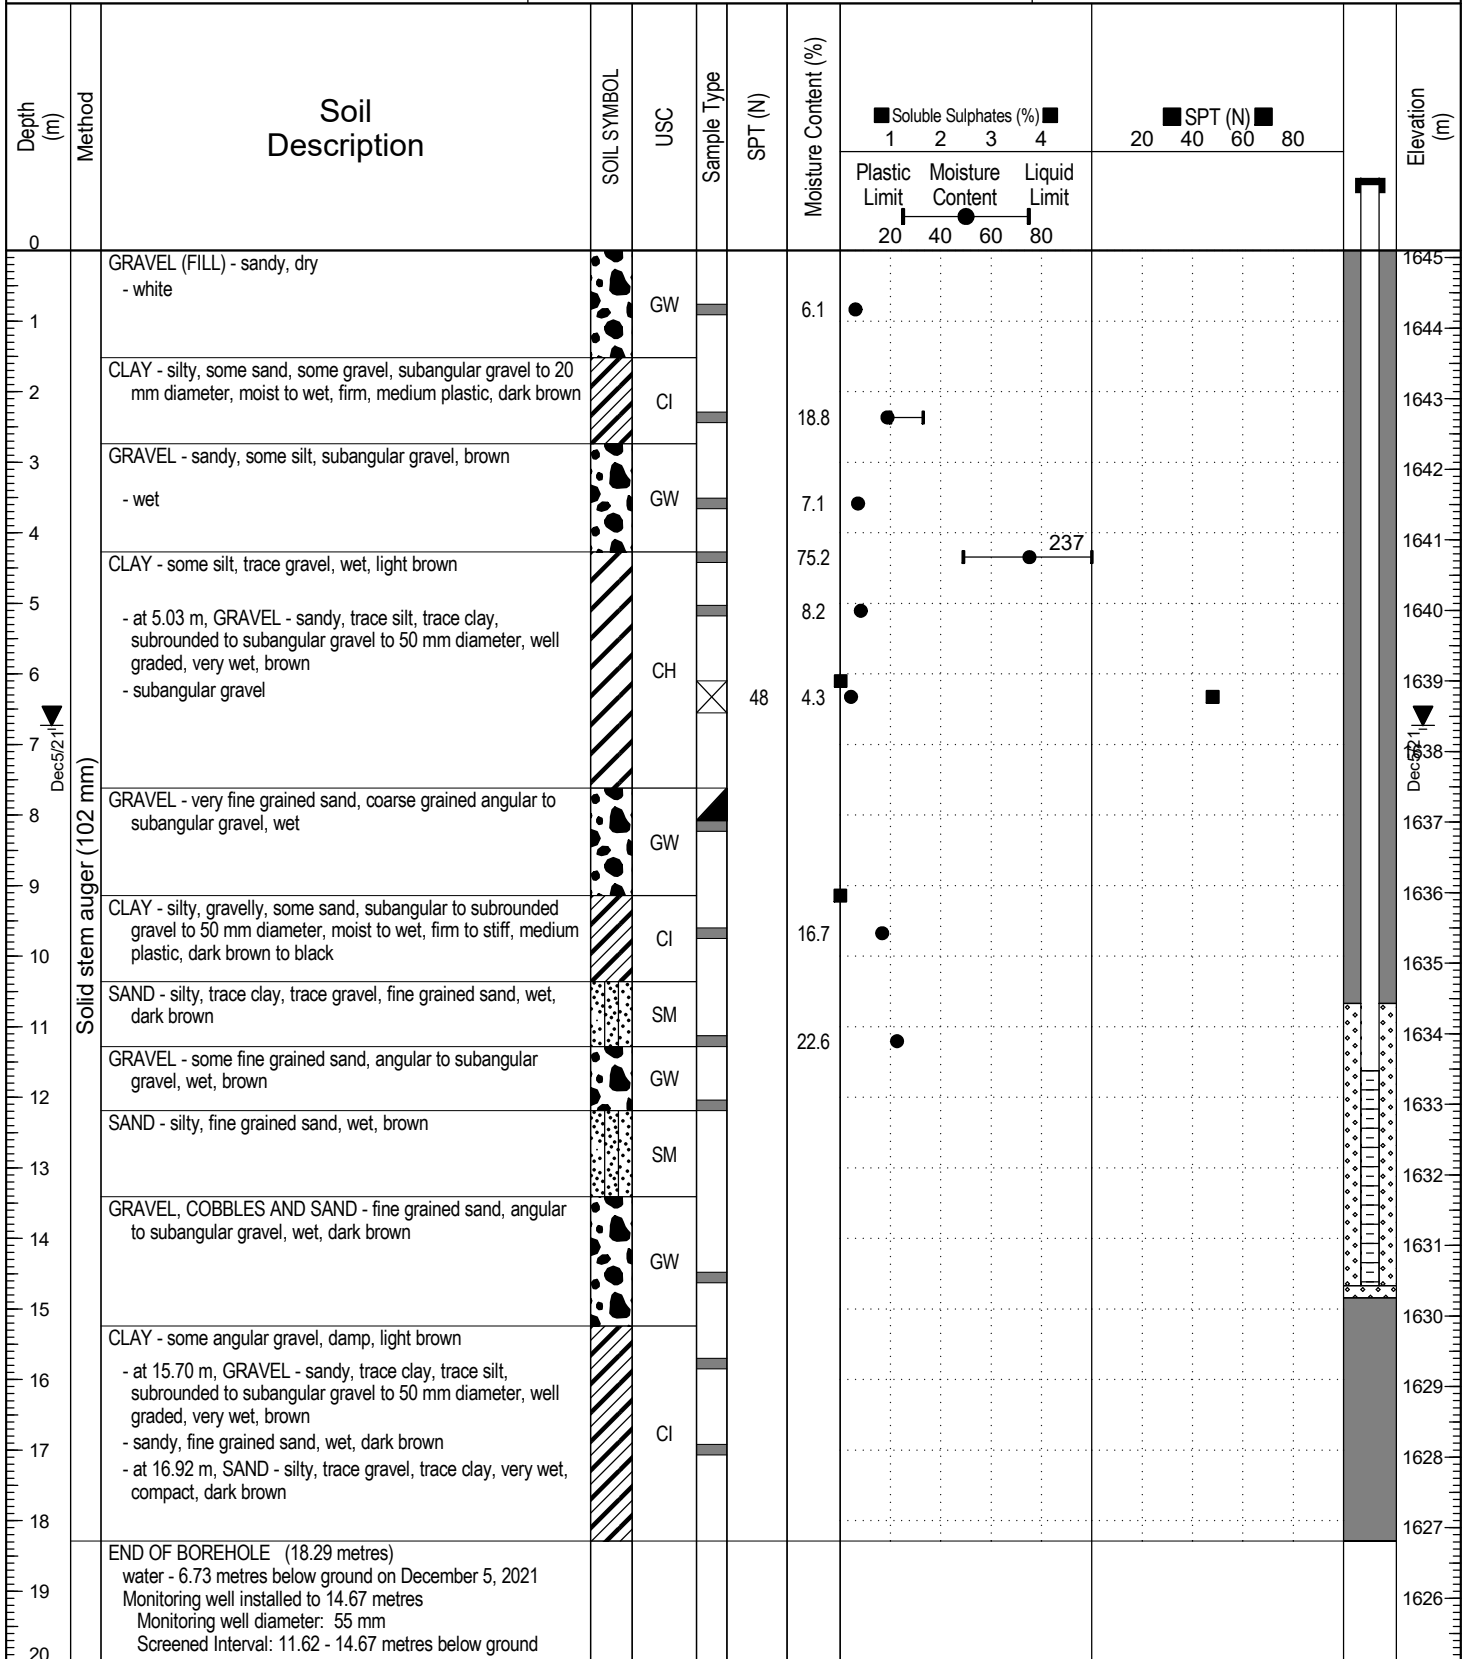 Depth
(m)
Method
Soil
Description
SOIL SYMBOL
USC
Sample Type
SPT (N)
Moisture Content (%)
■ Soluble Sulphates (%) ■
1 2 3 4
Plastic Moisture Liquid
Limit Content Limit
20 40 60 80
■ SPT (N) ■
20 40 60 80
Elevation
(m)
0
GRAVEL (FILL) - sandy, dry
- white
GW
6.1
1645
1
1644
CLAY - silty, some sand, some gravel, subangular gravel to 20
mm diameter, moist to wet, firm, medium plastic, dark brown
CI
18.8
2
1643
GRAVEL - sandy, some silt, subangular gravel, brown
- wet
GW
7.1
3
1642
4
1641
CLAY - some silt, trace gravel, wet, light brown
75.2
237
5
1640
- at 5.03 m, GRAVEL - sandy, trace silt, trace clay,
subrounded to subangular gravel to 50 mm diameter, well
graded, very wet, brown
- subangular gravel
CH
8.2
6
1639
48
4.3
Dec5/21
Dec5/21
7
1638
Solid stem auger (102 mm)
GRAVEL - very fine grained sand, coarse grained angular to
subangular gravel, wet
GW
8
1637
9
1636
CLAY - silty, gravelly, some sand, subangular to subrounded
gravel to 50 mm diameter, moist to wet, firm to stiff, medium
plastic, dark brown to black
CI
16.7
10
1635
SAND - silty, trace clay, trace gravel, fine grained sand, wet,
dark brown
SM
22.6
11
1634
GRAVEL - some fine grained sand, angular to subangular
gravel, wet, brown
GW
12
1633
SAND - silty, fine grained sand, wet, brown
SM
13
1632
GRAVEL, COBBLES AND SAND - fine grained sand, angular
to subangular gravel, wet, dark brown
GW
14
1631
15
1630
CLAY - some angular gravel, damp, light brown
- at 15.70 m, GRAVEL - sandy, trace clay, trace silt,
subrounded to subangular gravel to 50 mm diameter, well
graded, very wet, brown
- sandy, fine grained sand, wet, dark brown
- at 16.92 m, SAND - silty, trace gravel, trace clay, very wet,
compact, dark brown
CI
16
1629
17
1628
18
1627
END OF BOREHOLE (18.29 metres)
water - 6.73 metres below ground on December 5, 2021
Monitoring well installed to 14.67 metres
Monitoring well diameter: 55 mm
Screened Interval: 11.62 - 14.67 metres below ground
19
1626
20